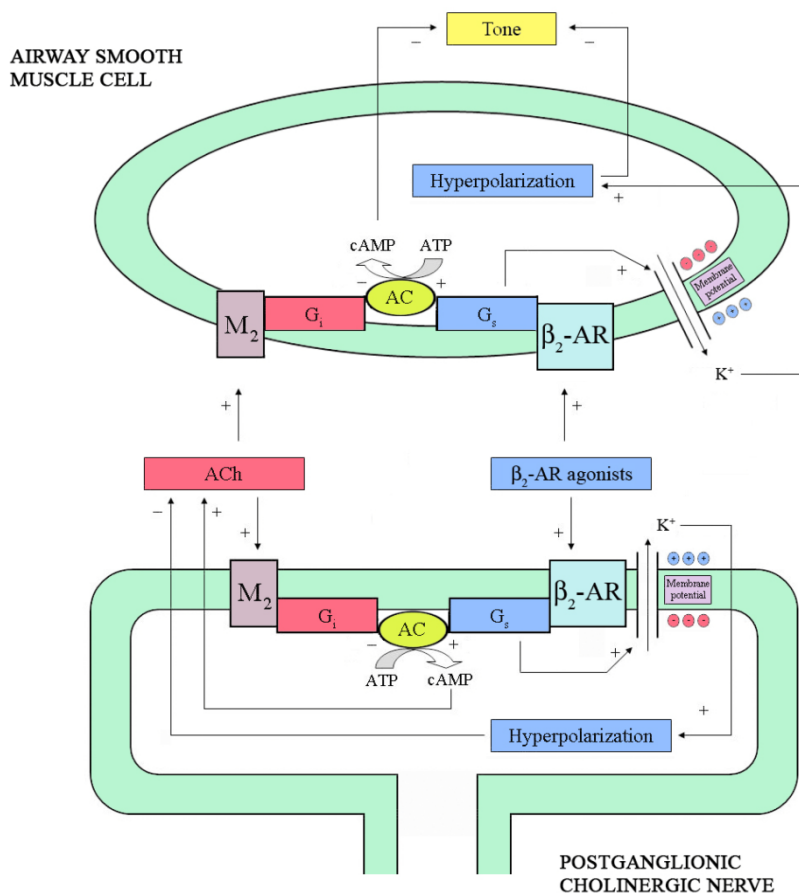 Tone
AIRWAY SMOOTH
MUSCLE CELL
−
−
Hyperpolarization
+
cAMP
ATP
−
+
AC
+
Membrane
potential
M₂
Gᵢ
Gₛ
β₂-AR
K⁺
+
+
ACh
β₂-AR agonists
−
+
+
+
K⁺
M₂
Gᵢ
AC
Gₛ
β₂-AR
Membrane
potential
−
+
+
ATP
cAMP
+
Hyperpolarization
POSTGANGLIONIC
CHOLINERGIC NERVE